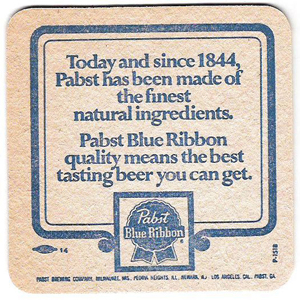 Today and since 1844,
Pabst has been made of
the finest
natural ingredients.
Pabst Blue Ribbon
quality means the best
tasting beer you can get.
Pabst
Blue Ribbon
14
P-1518
PABST BREWING COMPANY, MILWAUKEE, WIS., PEORIA HEIGHTS, ILL., NEWARK, N.J. LOS ANGELES, CAL. PABST, GA.